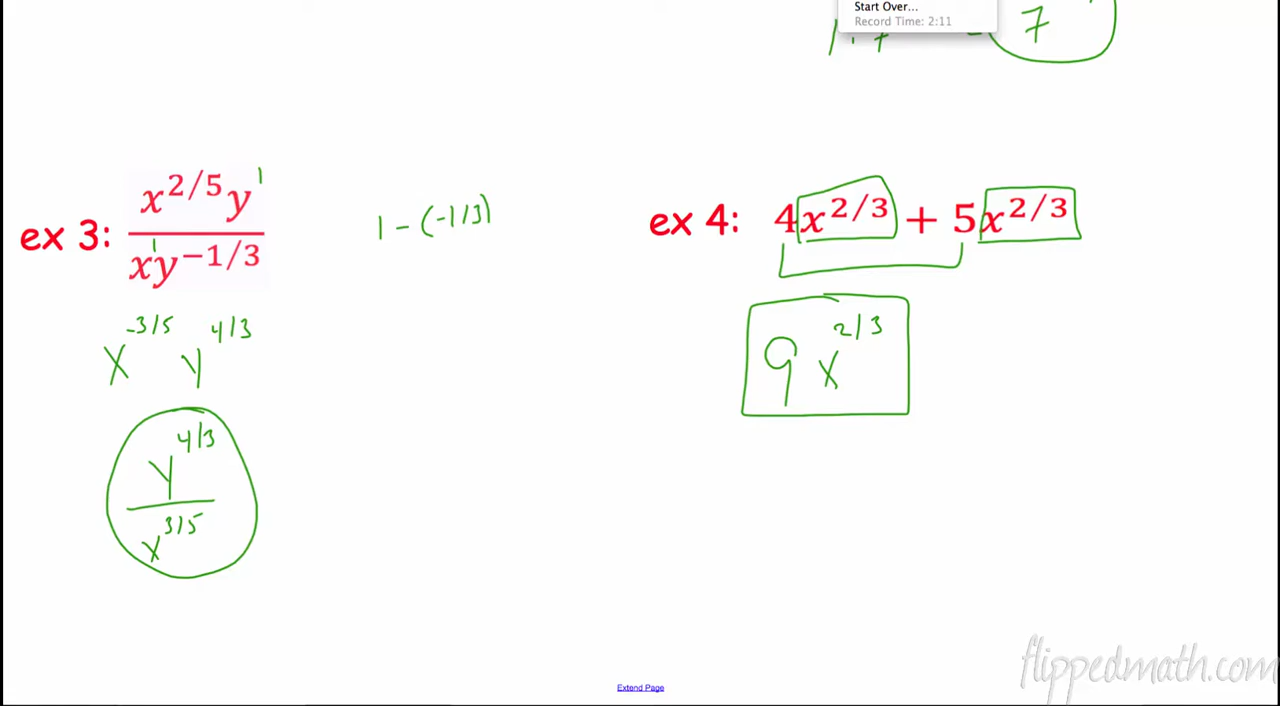 Start Over...
Record Time: 2:11
7
ex 3: x^{2/5}y^1 / x^1y^{-1/3}
1 - (-1/3)
x^{-3/5} y^{4/3}
y^{4/3} / x^{3/5}
ex 4: 4x^{2/3} + 5x^{2/3}
9x^{2/3}
flippedmath.com
Extend Page